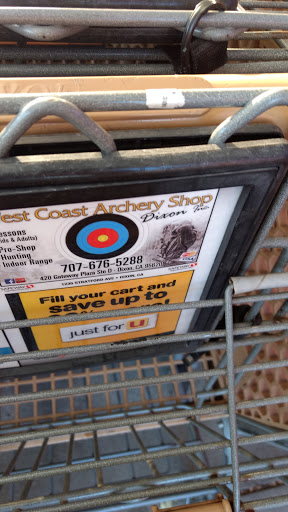 est Coast Archery Shop
Dixon Inc.
essons
ids & Adults)
Pro-Shop
Hunting
Indoor Range
707-676-5288
420 Gateway Plaza Ste D - Dixon, CA 95620
Fill your cart and
save up to
just for U